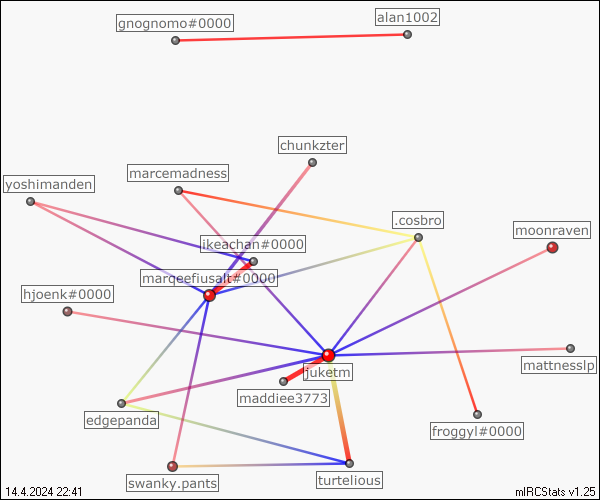 alan1002
gnognomo#0000
chunkzter
marcemadness
yoshimanden
.cosbro
moonraven
ikeachan#0000
marqeefiusalt#0000
hjoenk#0000
mattnesslp
juketm
maddiee3773
edgepanda
froggyl#0000
swanky.pants
turtelious
14.4.2024 22:41
mIRCStats v1.25